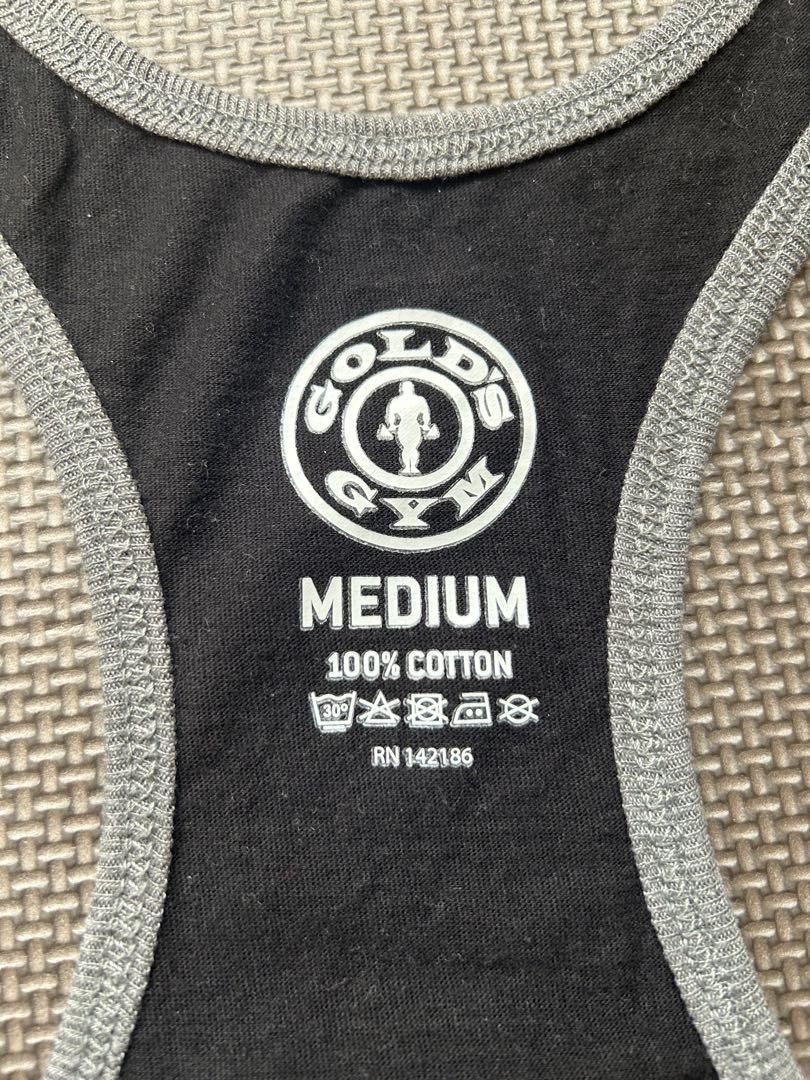 GOLD'S
GYM
MEDIUM
100% COTTON
30°
RN 142186